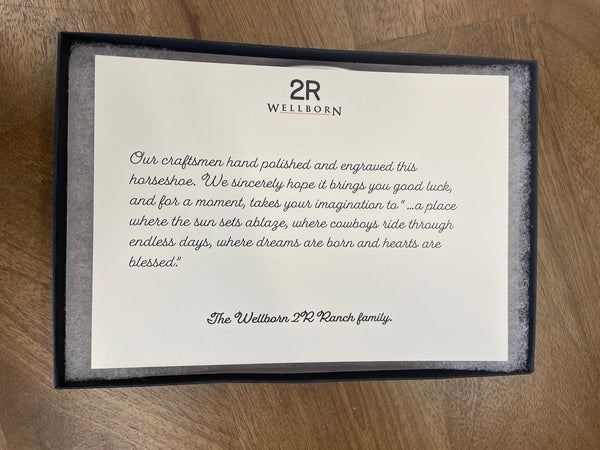 2R
WELLBORN
Our craftsmen hand polished and engraved this
horseshoe. We sincerely hope it brings you good luck,
and for a moment, takes your imagination to "...a place
where the sun sets ablaze, where cowboys ride through
endless days, where dreams are born and hearts are
blessed."
The Wellborn 2R Ranch family.